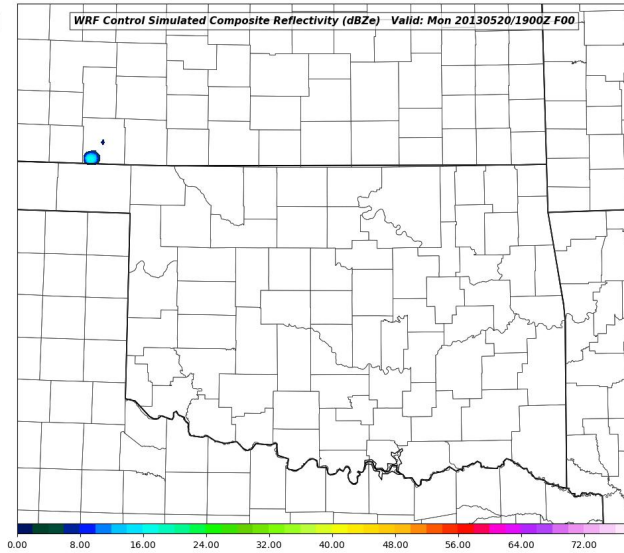 WRF Control Simulated Composite Reflectivity (dBZe)   Valid: Mon 20130520/1900Z F00
0.00 8.00 16.00 24.00 32.00 40.00 48.00 56.00 64.00 72.00